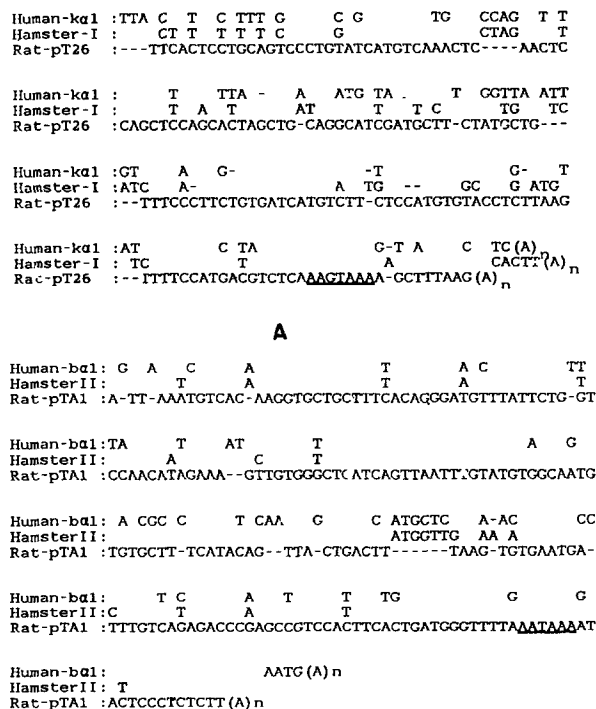 Human-kα1 :TTA C T C TTT G C G TG CCAG T T
Hamster-I : CT T T T T C G CTAG T
Rat-pT26 :---TTCACTCCTGCAGTCCCTGTATCATGTCAAACTC----AACTC
Human-kα1 : T TTA - A ATG TA . T GGTTA ATT
Hamster-I : T A T AT T T C TG TC
Rat-pT26 :CAGCTCCAGCACTAGCTG-CAGGCATCGATGCTT-CTATGCTG---
Human-kα1 :GT A G- -T G- T
Hamster-I :ATC A- A TG -- GC G ATG
Rat-pT26 :--TTTCCCTTCTGTGATCATGTCTT-CTCCATGTGTACCTCTTAAG
Human-kα1 :AT C TA G-T A C TC(A)n
Hamster-I : TC T A CACTT(A)n
Rat-pT26 :--TTTTCCATGACGTCTCAAAGTAAAA-GCTTTAAG(A)n
A
Human-bα1: G A C A T A C TT
HamsterII: T A T A T
Rat-pTA1 :A-TT-AAATGTCAC-AAGGTGCTGCTTTCACAGGGATGTTTATTCTG-GT
Human-bα1:TA T AT T A G
HamsterII: A C T
Rat-pTA1 :CCAACATAGAAA--GTTGTGGGCTGATCAGTTAATTTGTATGTGGCAATG
Human-bα1: A CGC C T CAA G C ATGCTC A-AC CC
HamsterII: ATGGTTG AA A
Rat-pTA1 :TGTGCTT-TCATACAG--TTA-CTGACTT------TAAG-TGTGAATGA-
Human-bα1: T C A T T TG G G
HamsterII:C T A T
Rat-pTA1 :TTTGTCAGAGACCCGAGCCGTCCACTTCACTGATGGGTTTTAAATAAAAT
Human-bα1: AATG(A)n
HamsterII: T
Rat-pTA1 :ACTCCCTCTCTT(A)n